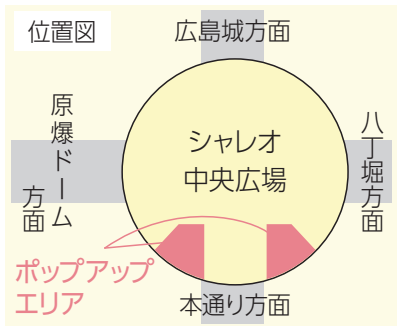 位置図
広島城方面
原爆ドーム
方面
シャレオ
中央広場
八丁堀方面
ポップアップ
エリア
本通り方面